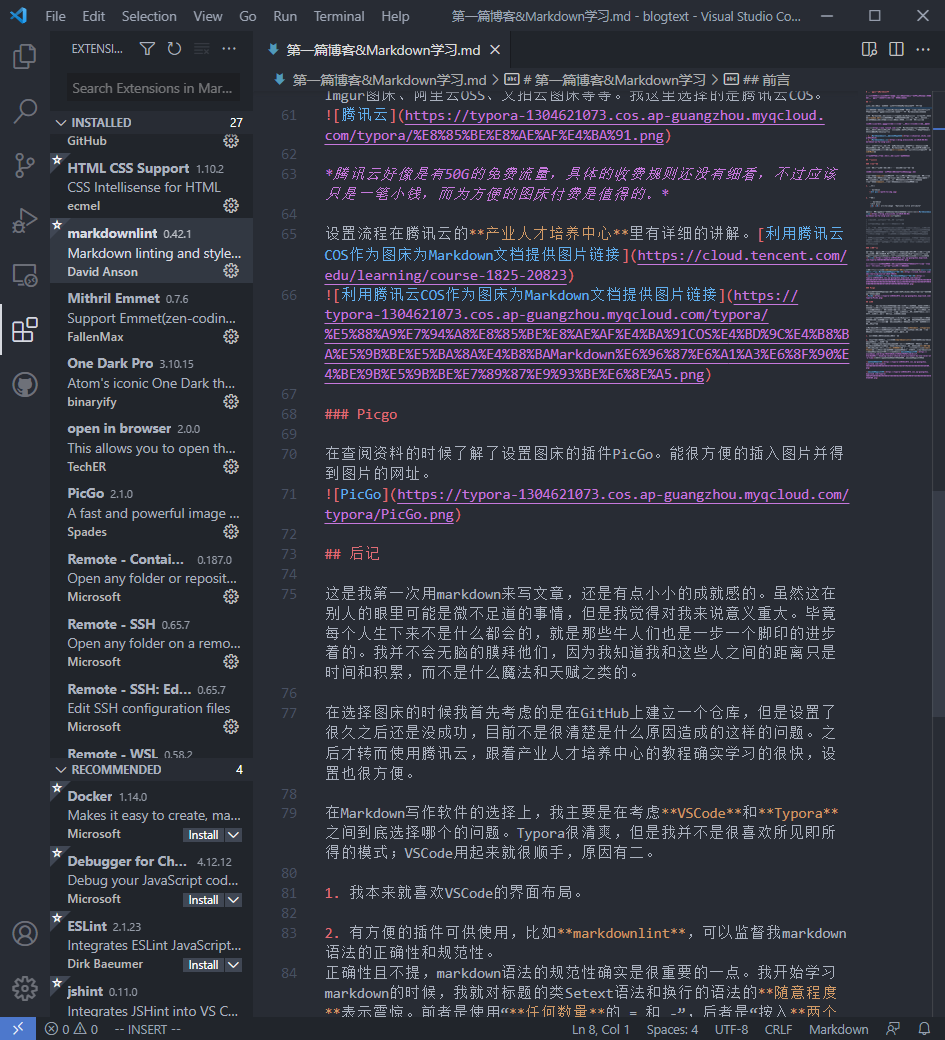 File Edit Selection View Go Run Terminal Help 第一篇博客&Markdown学习.md - blogtext - Visual Studio Co...
EXTENSI...
Search Extensions in Mar...
INSTALLED 27
GitHub
HTML CSS Support 1.10.2
CSS Intellisense for HTML
ecmel
markdownlint 0.42.1
Markdown linting and style...
David Anson
Mithril Emmet 0.7.6
Support Emmet(zen-codin...
FallenMax
One Dark Pro 3.10.15
Atom's iconic One Dark th...
binaryify
open in browser 2.0.0
This allows you to open th...
TechER
PicGo 2.1.0
A fast and powerful image ...
Spades
Remote - Contai... 0.187.0
Open any folder or reposit...
Microsoft
Remote - SSH 0.65.7
Open any folder on a remo...
Microsoft
Remote - SSH: Ed... 0.65.7
Edit SSH configuration files
Microsoft
Remote - WSL 0.58.2
RECOMMENDED 4
Docker 1.14.0
Makes it easy to create, ma...
Microsoft Install
Debugger for Ch... 4.12.12
Debug your JavaScript cod...
Microsoft Install
ESLint 2.1.23
Integrates ESLint JavaScript...
Dirk Baeumer Install
jshint 0.11.0
Integrates JSHint into VS C...
第一篇博客&Markdown学习.md
第一篇博客&Markdown学习.md > # 第一篇博客&Markdown学习 > ## 前言
Imgur图床、阿里云OSS、又拍云图床等等。我这里选择的是腾讯云COS。
61 ![腾讯云](https://typora-1304621073.cos.ap-guangzhou.myqcloud.
com/typora/%E8%85%BE%E8%AE%AF%E4%BA%91.png)
62
63 *腾讯云好像是有50G的免费流量，具体的收费规则还没有细看，不过应该
只是一笔小钱，而为方便的图床付费是值得的。*
64
65 设置流程在腾讯云的**产业人才培养中心**里有详细的讲解。[利用腾讯云
COS作为图床为Markdown文档提供图片链接](https://cloud.tencent.com/
edu/learning/course-1825-20823)
66 ![利用腾讯云COS作为图床为Markdown文档提供图片链接](https://
typora-1304621073.cos.ap-guangzhou.myqcloud.com/typora/
%E5%88%A9%E7%94%A8%E8%85%BE%E8%AE%AF%E4%BA%91COS%E4%BD%9C%E4%B8%B
A%E5%9B%BE%E5%BA%8A%E4%B8%BAMarkdown%E6%96%87%E6%A1%A3%E6%8F%90%E
4%BE%9B%E5%9B%BE%E7%89%87%E9%93%BE%E6%8E%A5.png)
67
68 ### Picgo
69
70 在查阅资料的时候了解了设置图床的插件PicGo。能很方便的插入图片并得
到图片的网址。
71 ![PicGo](https://typora-1304621073.cos.ap-guangzhou.myqcloud.com/
typora/PicGo.png)
72
73 ## 后记
74
75 这是我第一次用markdown来写文章，还是有点小小的成就感的。虽然这在
别人的眼里可能是微不足道的事情，但是我觉得对我来说意义重大。毕竟
每个人生下来不是什么都会的，就是那些牛人们也是一步一个脚印的进步
着的。我并不会无脑的膜拜他们，因为我知道我和这些人之间的距离只是
时间和积累，而不是什么魔法和天赋之类的。
76
77 在选择图床的时候我首先考虑的是在GitHub上建立一个仓库，但是设置了
很久之后还是没成功，目前不是很清楚是什么原因造成的这样的问题。之
后才转而使用腾讯云，跟着产业人才培养中心的教程确实学习的很快，设
置也很方便。
78
79 在Markdown写作软件的选择上，我主要是在考虑**VSCode**和**Typora**
之间到底选择哪个的问题。Typora很清爽，但是我并不是很喜欢所见即所
得的模式；VSCode用起来就很顺手，原因有二。
80
81 1. 我本来就喜欢VSCode的界面布局。
82
83 2. 有方便的插件可供使用，比如**markdownlint**，可以监督我markdown
语法的正确性和规范性。
84 正确性且不提，markdown语法的规范性确实是很重要的一点。我开始学习
markdown的时候，我就对标题的类Setext语法和换行的语法的**随意程度
**表示震惊。前者是使用“**任何数量**的 = 和 -”，后者是“按入**两个
0 0 -- INSERT -- Ln 8, Col 1 Spaces: 4 UTF-8 CRLF Markdown